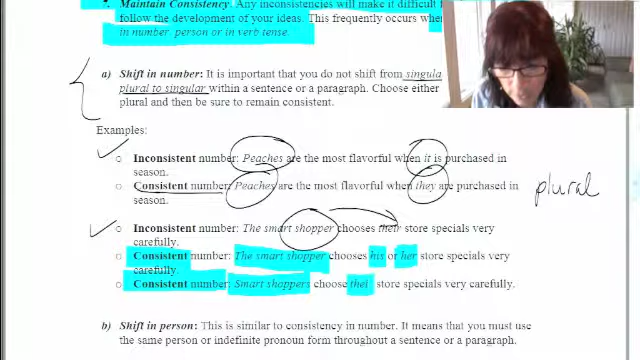 Maintain Consistency. Any inconsistencies will make it difficult
follow the development of your ideas. This frequently occurs
in number, person or in verb tense.
a) Shift in number: It is important that you do not shift from singula
plural to singular within a sentence or a paragraph. Choose either
plural and then be sure to remain consistent.
Examples:
○ Inconsistent number: Peaches are the most flavorful when it is purchased in
season.
○ Consistent number: Peaches are the most flavorful when they are purchased in
season.
plural
○ Inconsistent number: The smart shopper chooses their store specials very
carefully.
○ Consistent number: The smart shopper chooses his or her store specials very
carefully.
○ Consistent number: Smart shoppers choose thei store specials very carefully.
b) Shift in person: This is similar to consistency in number. It means that you must use
the same person or indefinite pronoun form throughout a sentence or a paragraph.